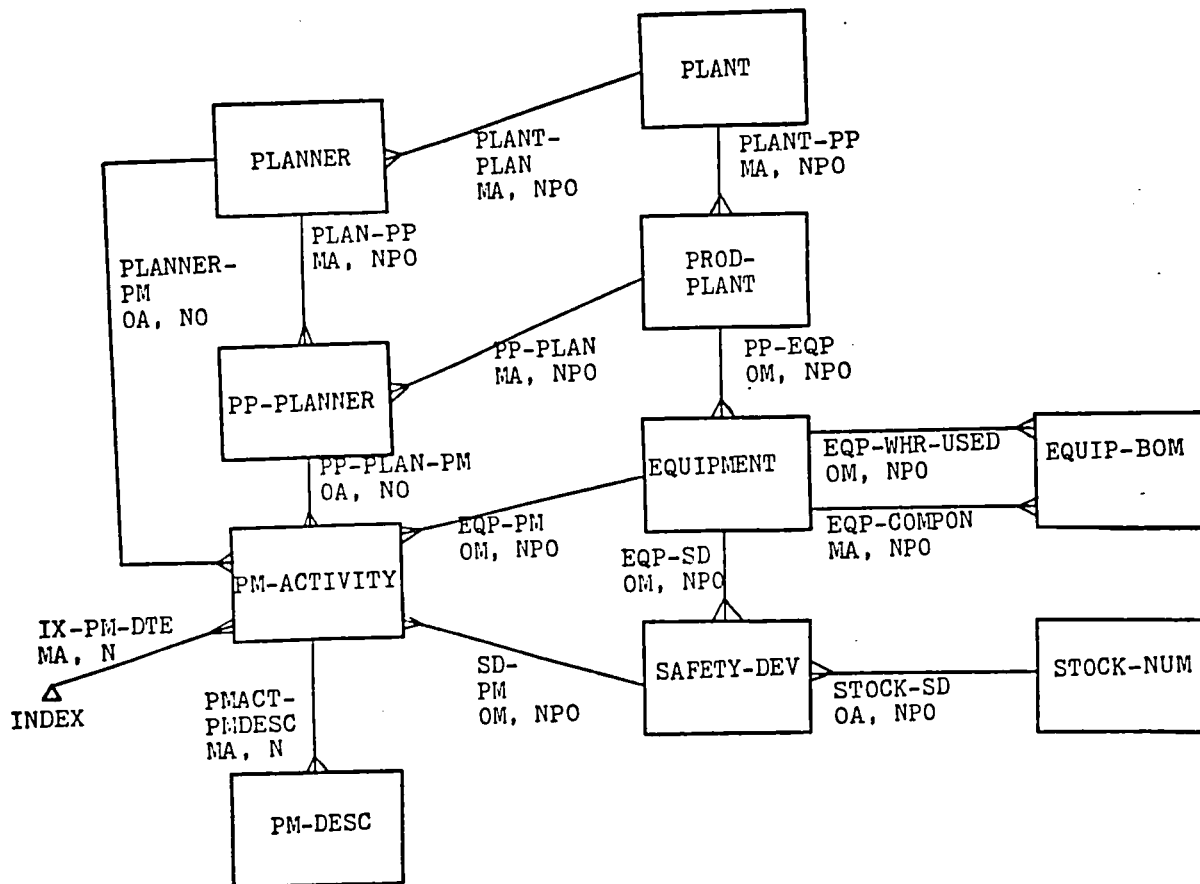 PLANT
PLANNER
PLANT-
PLAN
MA, NPO
PLANT-PP
MA, NPO
PLANNER-
PM
OA, NO
PLAN-PP
MA, NPO
PROD-
PLANT
PP-PLAN
MA, NPO
PP-EQP
OM, NPO
PP-PLANNER
PP-PLAN-PM
OA, NO
EQUIPMENT
EQP-WHR-USED
OM, NPO
EQUIP-BOM
EQP-PM
OM, NPO
EQP-COMPON
MA, NPO
EQP-SD
OM, NPO
PM-ACTIVITY
IX-PM-DTE
MA, N
INDEX
SD-
PM
OM, NPO
SAFETY-DEV
STOCK-SD
OA, NPO
STOCK-NUM
PMACT-
PMDESC
MA, N
PM-DESC